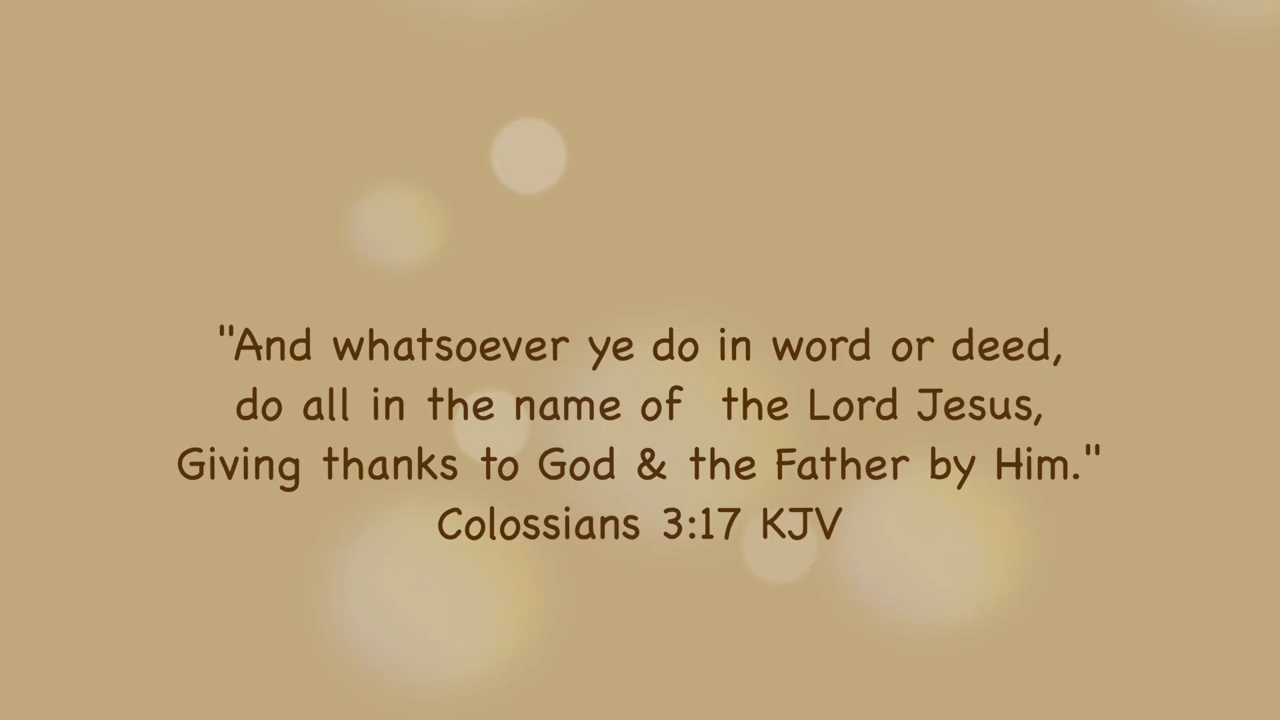 "And whatsoever ye do in word or deed,
do all in the name of  the Lord Jesus,
Giving thanks to God & the Father by Him."
Colossians 3:17 KJV